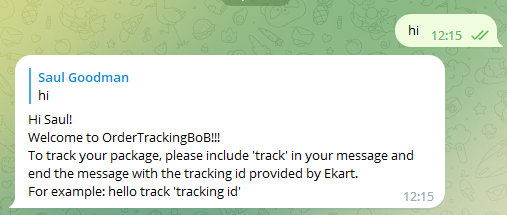 hi
12:15
Saul Goodman
hi
Hi Saul!
Welcome to OrderTrackingBoB!!!
To track your package, please include 'track' in your message and
end the message with the tracking id provided by Ekart.
For example: hello track 'tracking id'
12:15